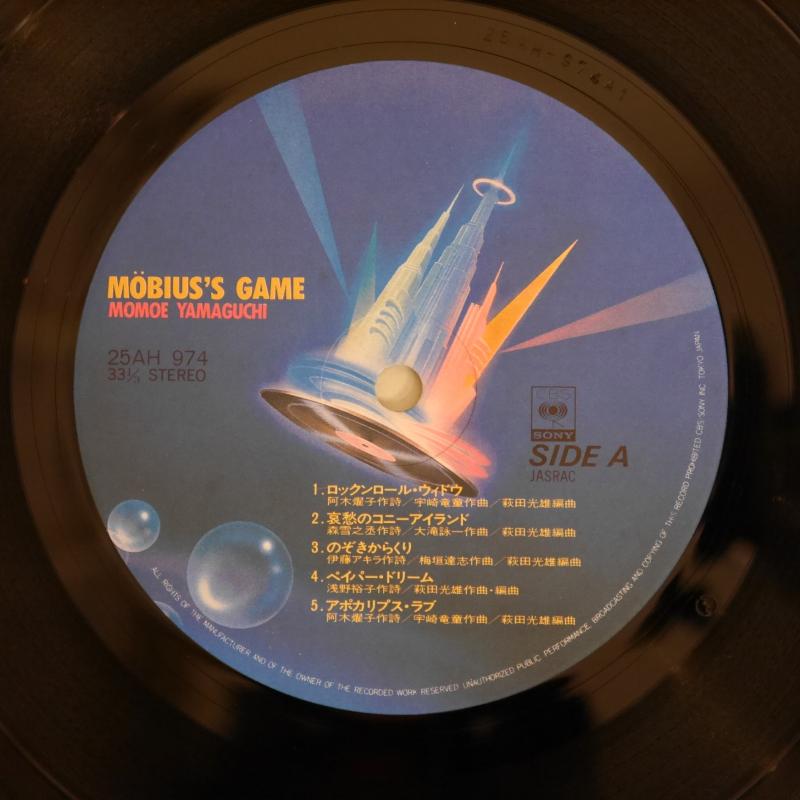 25AH-974A1
MÖBIUS'S GAME
MOMOE YAMAGUCHI
25AH 974
33⅓ STEREO
CBS
SONY
SIDE A
JASRAC
1. ロックンロール・ウィドウ
阿木燿子作詩／宇崎竜童作曲／萩田光雄編曲
2. 哀愁のコニーアイランド
森雪之丞作詩／大滝詠一作曲／萩田光雄編曲
3. のぞきからくり
伊藤アキラ作詩／梅垣達志作曲／萩田光雄編曲
4. ペイパー・ドリーム
浅野裕子作詩／萩田光雄作曲・編曲
5. アポカリプス・ラブ
阿木燿子作詩／宇崎竜童作曲／萩田光雄編曲
ALL RIGHTS OF THE MANUFACTURER AND OF THE OWNER OF THE RECORDED WORK RESERVED UNAUTHORIZED PUBLIC PERFORMANCE BROADCASTING AND COPYING OF THIS RECORD PROHIBITED CBS/SONY INC. TOKYO JAPAN